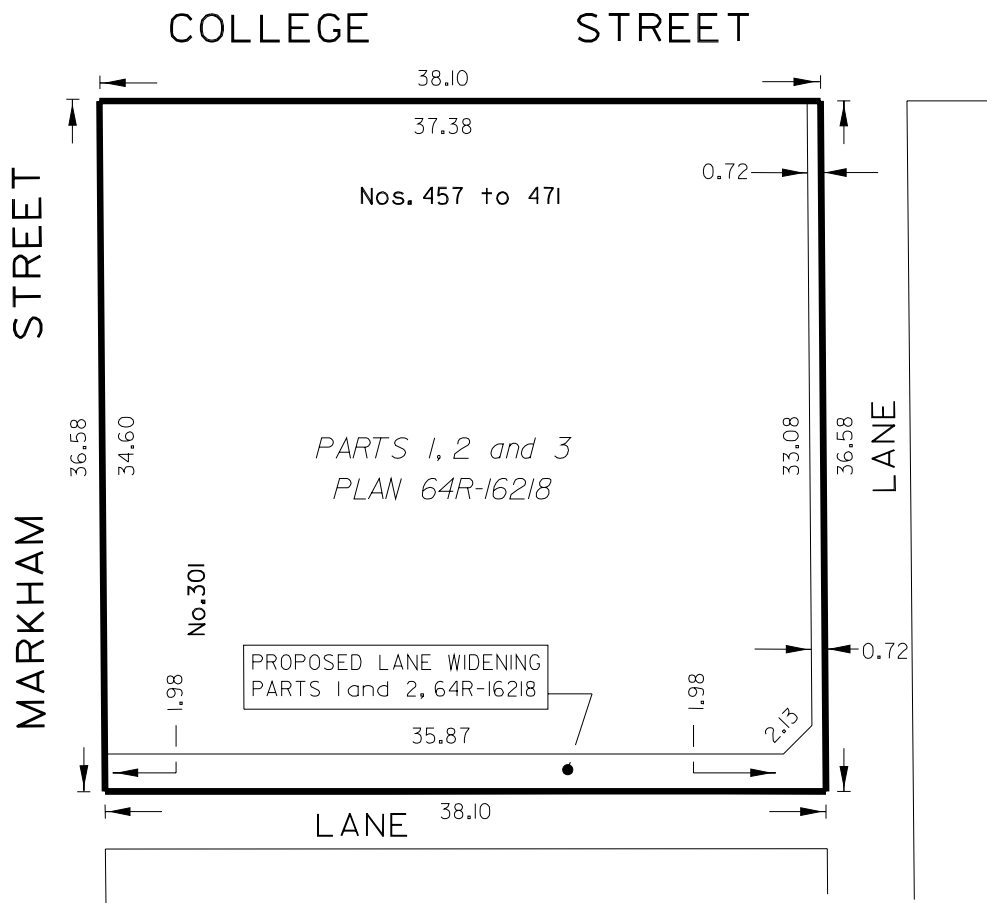 COLLEGE STREET
38.10
37.38
0.72
Nos. 457 to 471
MARKHAM STREET
36.58
34.60
PARTS 1, 2 and 3
PLAN 64R-16218
33.08
36.58
LANE
No.301
PROPOSED LANE WIDENING
PARTS 1 and 2, 64R-16218
0.72
1.98
1.98
2.13
35.87
38.10
LANE